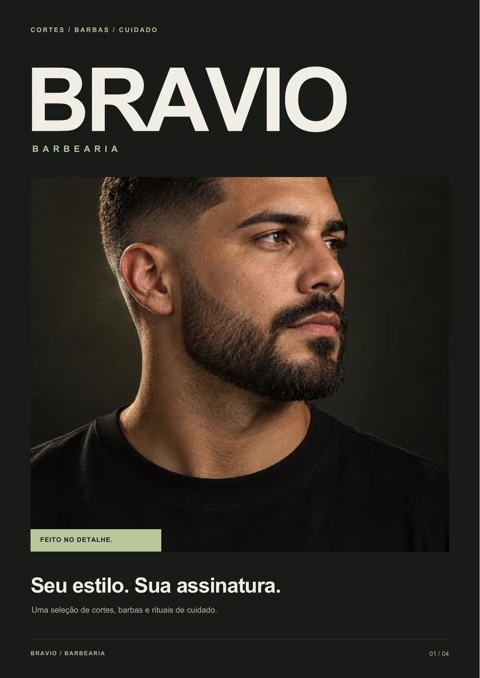 CORTES / BARBAS / CUIDADO
BRAVIO
BARBEARIA
FEITO NO DETALHE.
Seu estilo. Sua assinatura.
Uma seleção de cortes, barbas e rituais de cuidado.
BRAVIO / BARBEARIA
01 / 04